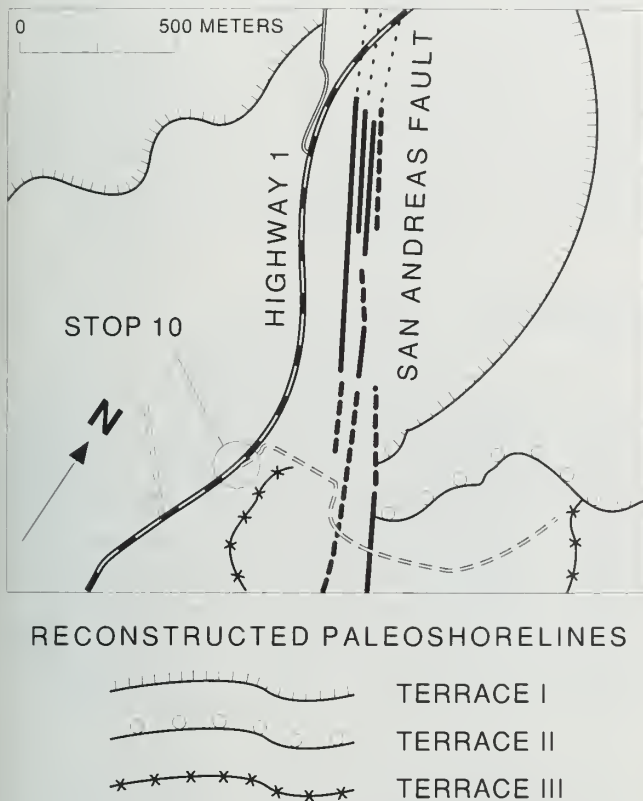 0 500 METERS
HIGHWAY 1
SAN ANDREAS FAULT
STOP 10
N
RECONSTRUCTED PALEOSHORELINES
TERRACE I
TERRACE II
TERRACE III